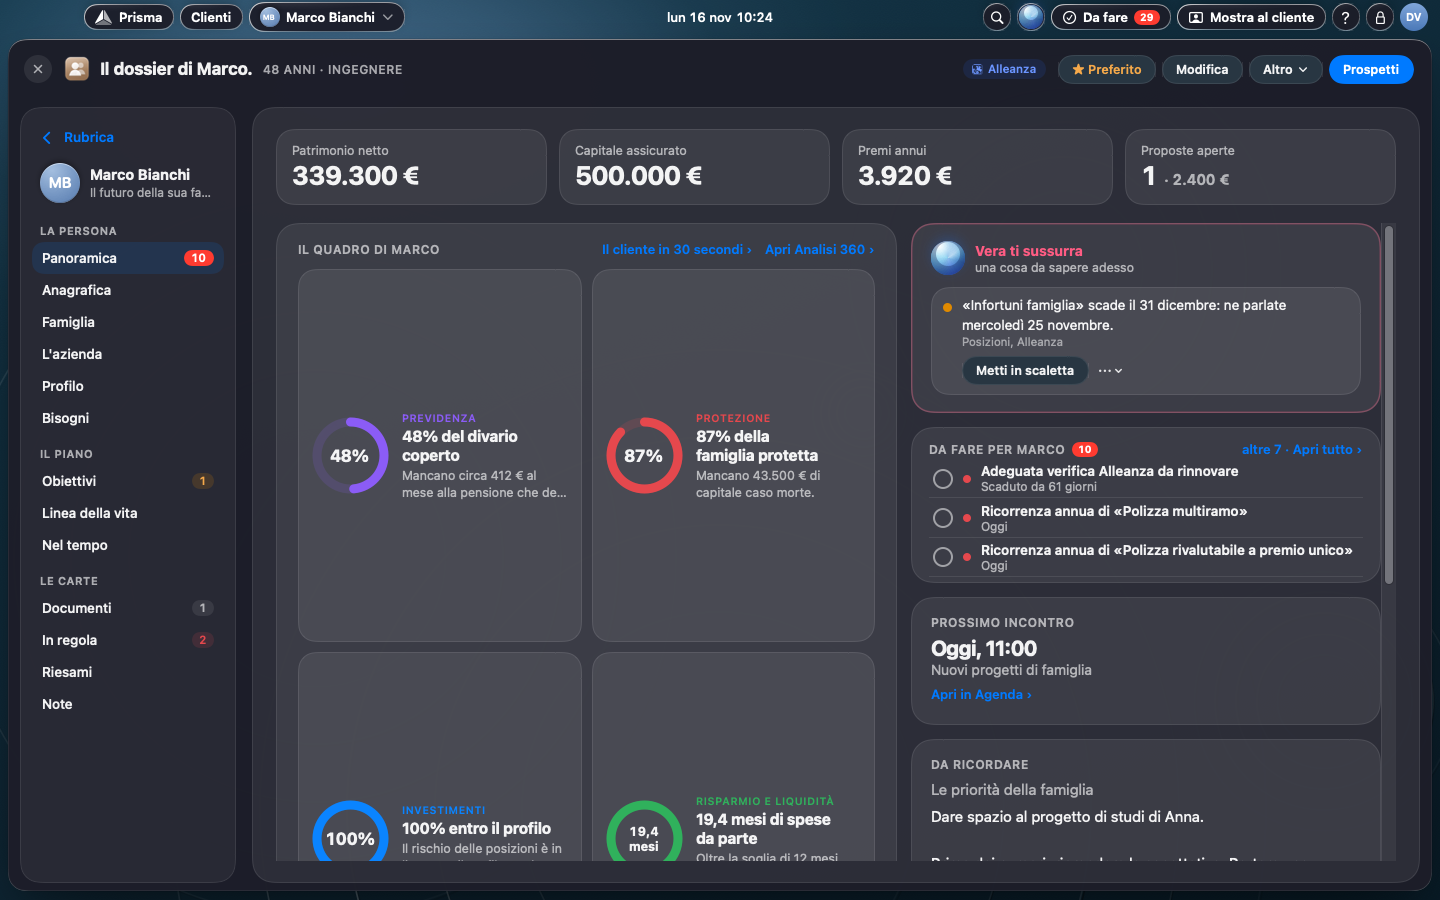 Prisma
Clienti
MB Marco Bianchi
lun 16 nov 10:24
Da fare 29
Mostra al cliente
?
DV
Il dossier di Marco.
48 ANNI · INGEGNERE
Alleanza
Preferito
Modifica
Altro
Prospetti
Rubrica
MB
Marco Bianchi
Il futuro della sua fa...
LA PERSONA
Panoramica 10
Anagrafica
Famiglia
L'azienda
Profilo
Bisogni
IL PIANO
Obiettivi 1
Linea della vita
Nel tempo
LE CARTE
Documenti 1
In regola 2
Riesami
Note
Patrimonio netto
339.300 €
Capitale assicurato
500.000 €
Premi annui
3.920 €
Proposte aperte
1 · 2.400 €
IL QUADRO DI MARCO
Il cliente in 30 secondi ›
Apri Analisi 360 ›
48%
PREVIDENZA
48% del divario
coperto
Mancano circa 412 € al
mese alla pensione che de...
87%
PROTEZIONE
87% della
famiglia protetta
Mancano 43.500 € di
capitale caso morte.
100%
INVESTIMENTI
100% entro il profilo
Il rischio delle posizioni è in
19,4
mesi
RISPARMIO E LIQUIDITÀ
19,4 mesi di spese
da parte
Oltre la soglia di 12 mesi
Vera ti sussurra
una cosa da sapere adesso
«Infortuni famiglia» scade il 31 dicembre: ne parlate
mercoledì 25 novembre.
Posizioni, Alleanza
Metti in scaletta
···
DA FARE PER MARCO 10
altre 7 · Apri tutto ›
Adeguata verifica Alleanza da rinnovare
Scaduto da 61 giorni
Ricorrenza annua di «Polizza multiramo»
Oggi
Ricorrenza annua di «Polizza rivalutabile a premio unico»
Oggi
PROSSIMO INCONTRO
Oggi, 11:00
Nuovi progetti di famiglia
Apri in Agenda ›
DA RICORDARE
Le priorità della famiglia
Dare spazio al progetto di studi di Anna.